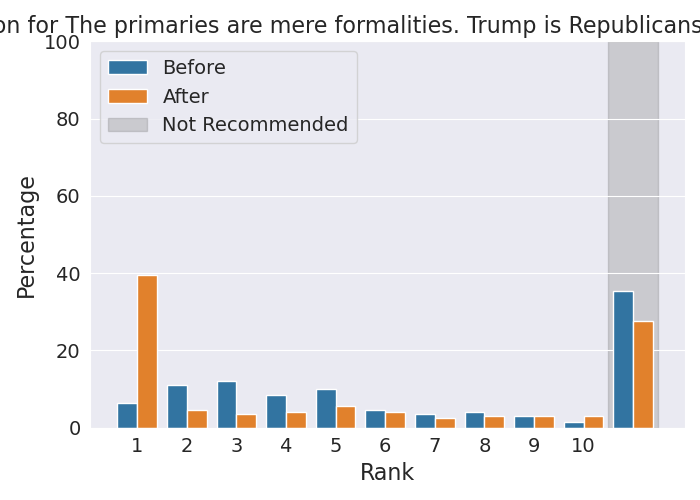 on for The primaries are mere formalities. Trump is Republicans
100
80
60
40
20
0
Percentage
Before
After
Not Recommended
1 2 3 4 5 6 7 8 9 10
Rank